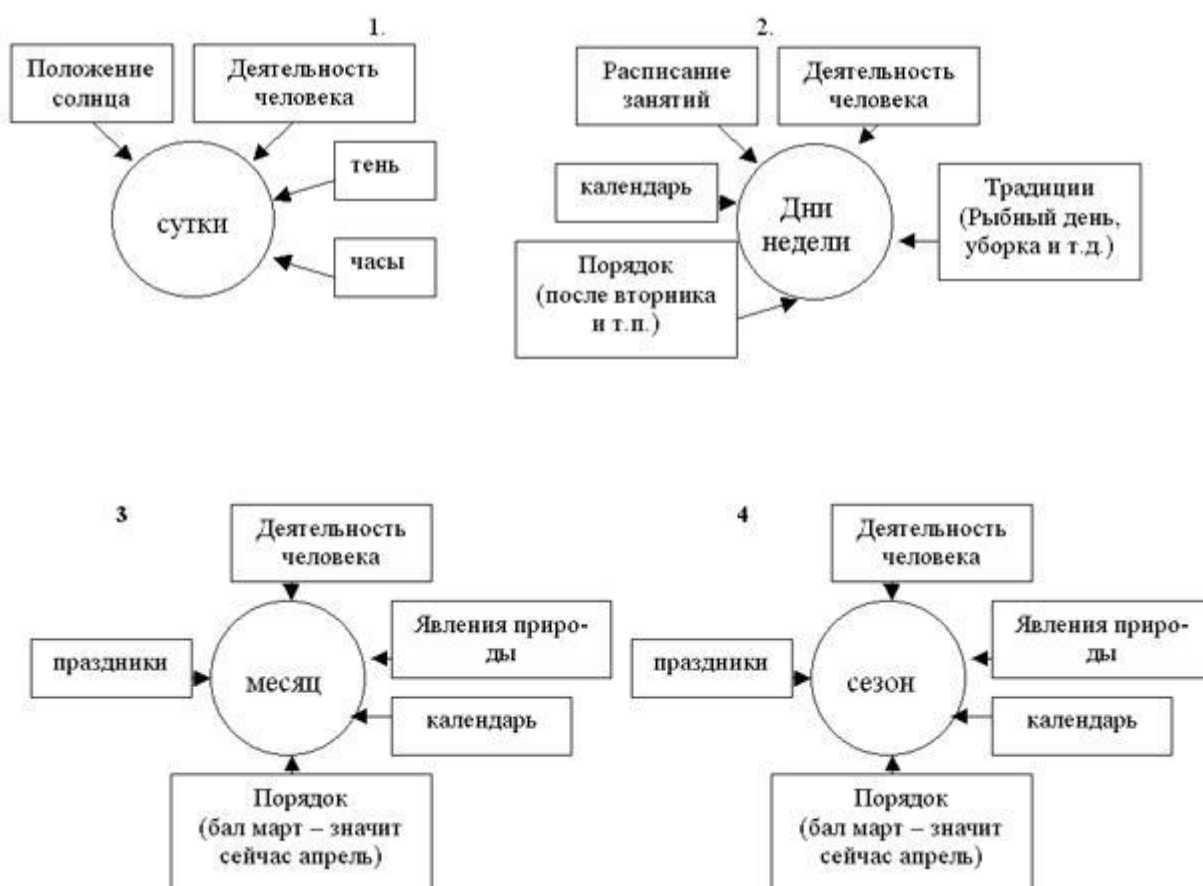 1.
Положение
солнца
Деятельность
человека
тень
часы
сутки
2.
Расписание
занятий
Деятельность
человека
календарь
Традиции
(Рыбный день,
уборка и т.д.)
Порядок
(после вторника
и т.п.)
Дни
недели
3
Деятельность
человека
праздники
Явления приро-
ды
календарь
месяц
Порядок
(бал март – значит
сейчас апрель)
4
Деятельность
человека
праздники
Явления приро-
ды
календарь
сезон
Порядок
(бал март – значит
сейчас апрель)